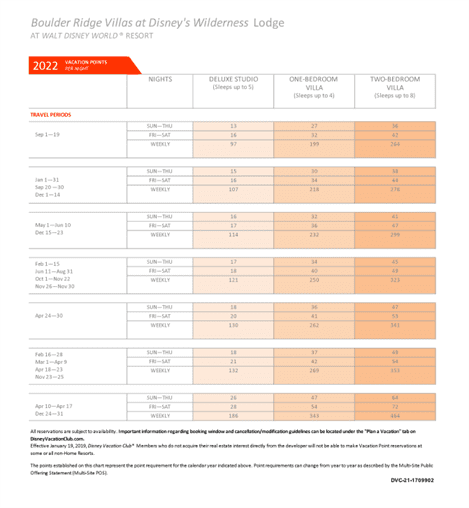 Boulder Ridge Villas at Disney's Wilderness Lodge
AT WALT DISNEY WORLD® RESORT
2022 VACATION POINTS
PER NIGHT
NIGHTS DELUXE STUDIO ONE-BEDROOM TWO-BEDROOM
(Sleeps up to 5) VILLA VILLA
(Sleeps up to 4) (Sleeps up to 8)
TRAVEL PERIODS
SUN—THU 13 27 36
Sep 1—19 FRI—SAT 16 32 42
WEEKLY 97 199 264
SUN—THU 15 30 38
Jan 1—31 FRI—SAT 16 34 44
Sep 20—30 WEEKLY 107 218 278
Dec 1—14
SUN—THU 16 32 41
May 1—Jun 10 FRI—SAT 17 36 47
Dec 15—23 WEEKLY 114 232 299
Feb 1—15 SUN—THU 17 34 45
Jun 11—Aug 31 FRI—SAT 18 40 49
Oct 1—Nov 22 WEEKLY 121 250 323
Nov 26—Nov 30
SUN—THU 18 36 47
Apr 24—30 FRI—SAT 20 41 53
WEEKLY 130 262 341
Feb 16—28 SUN—THU 18 37 49
Mar 1—Apr 9 FRI—SAT 21 42 54
Apr 18—23 WEEKLY 132 269 353
Nov 23—25
SUN—THU 26 47 64
Apr 10—Apr 17 FRI—SAT 28 54 72
Dec 24—31 WEEKLY 186 343 464
All reservations are subject to availability. Important information regarding booking window and cancellation/modification guidelines can be located under the "Plan a Vacation" tab on
DisneyVacationClub.com.
Effective January 19, 2019, Disney Vacation Club® Members who do not acquire their real estate interest directly from the developer will not be able to make Vacation Point reservations at
some or all non-Home Resorts.
The points established on this chart represent the point requirement for the calendar year indicated above. Point requirements can change from year to year as described by the Multi-Site Public
Offering Statement (Multi-Site POS).
DVC-21-1709902